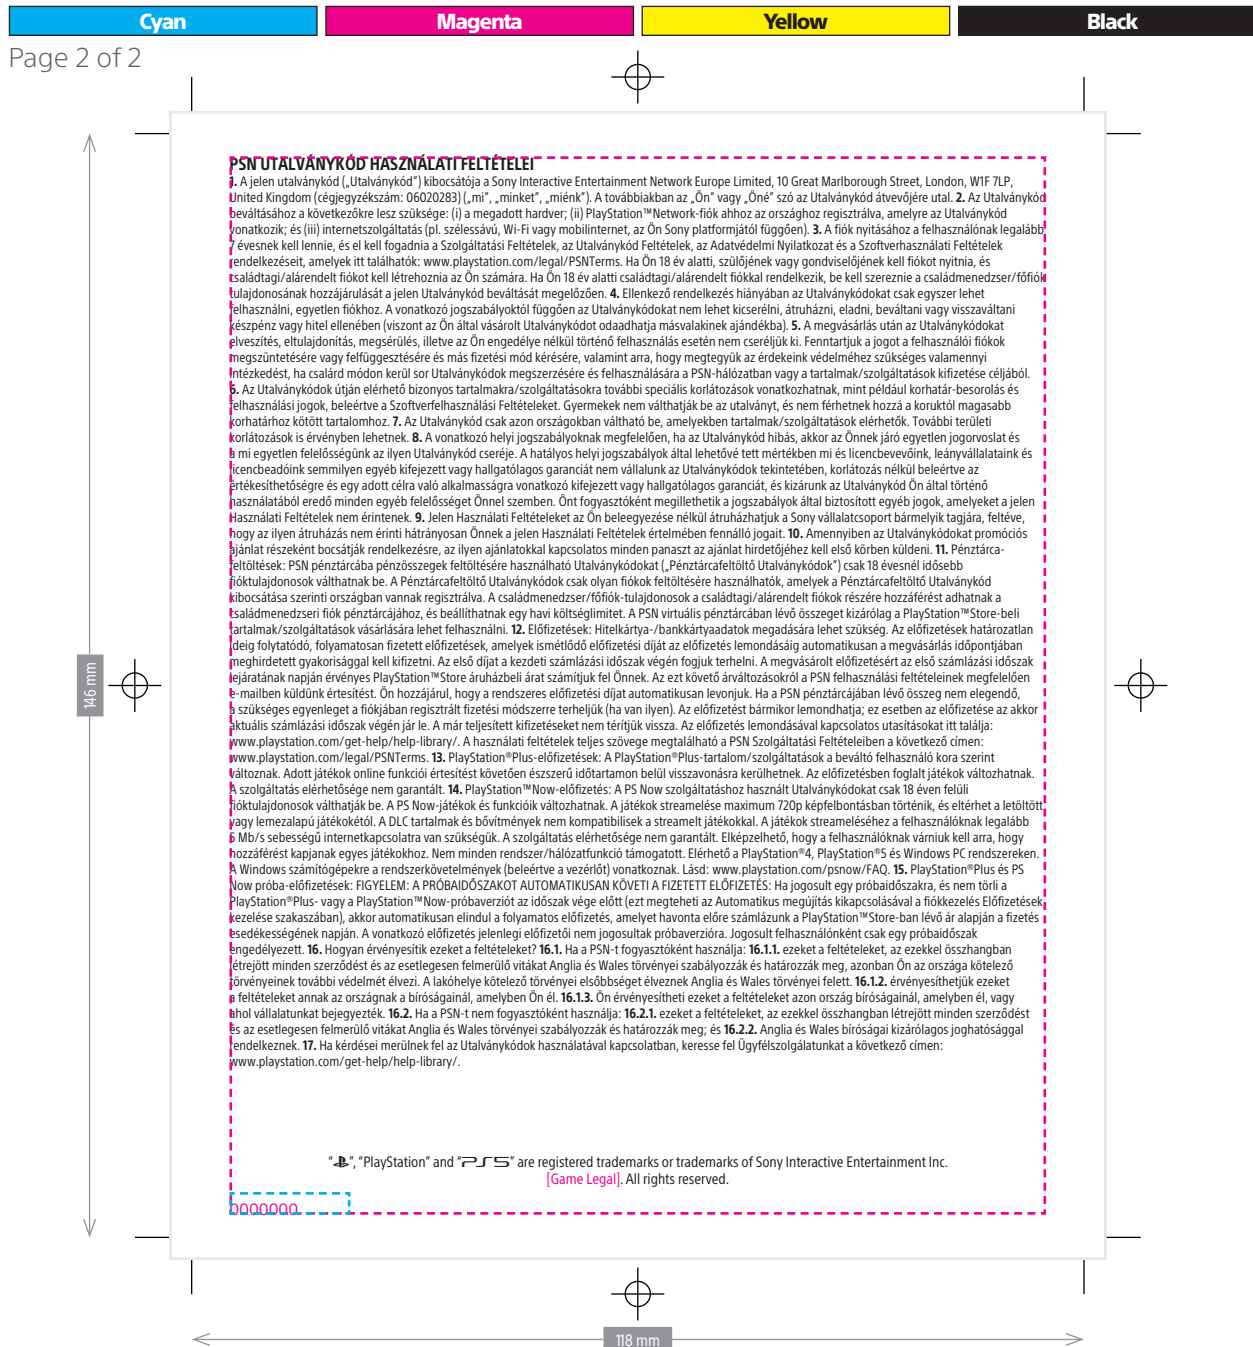 Cyan Magenta Yellow Black
Page 2 of 2
PSN UTALVÁNYKÓD HASZNÁLATI FELTÉTELEI
1. A jelen utalványkód („Utalványkód”) kibocsátója a Sony Interactive Entertainment Network Europe Limited, 10 Great Marlborough Street, London, W1F 7LP,
United Kingdom (cégjegyzékszám: 06020283) („mi”, „minket”, „miénk”). A továbbiakban az „Ön” vagy „Öné” szó az Utalványkód átvevőjére utal. 2. Az Utalványkód
beváltásához a következőkre lesz szüksége: (i) a megadott hardver; (ii) PlayStation™Network-fiók ahhoz az országhoz regisztrálva, amelyre az Utalványkód
vonatkozik; és (iii) internetszolgáltatás (pl. szélessávú, Wi-Fi vagy mobilinternet, az Ön Sony platformjától függően). 3. A fiók nyitásához a felhasználónak legalább
7 évesnek kell lennie, és el kell fogadnia a Szolgáltatási Feltételek, az Utalványkód Feltételek, az Adatvédelmi Nyilatkozat és a Szoftverhasználati Feltételek
rendelkezéseit, amelyek itt találhatók: www.playstation.com/legal/PSNTerms. Ha Ön 18 év alatti, szülőjének vagy gondviselőjének kell fiókot nyitnia, és
családtagi/alárendelt fiókot kell létrehoznia az Ön számára. Ha Ön 18 év alatti családtagi/alárendelt fiókkal rendelkezik, be kell szereznie a családmenedzser/főfiók
tulajdonosának hozzájárulását a jelen Utalványkód beváltását megelőzően. 4. Ellenkező rendelkezés hiányában az Utalványkódokat csak egyszer lehet
felhasználni, egyetlen fiókhoz. A vonatkozó jogszabályoktól függően az Utalványkódokat nem lehet kicserélni, átruházni, eladni, beváltani vagy visszaváltani
készpénz vagy hitel ellenében (viszont az Ön által vásárolt Utalványkódot odaadhatja másvalakinek ajándékba). 5. A megvásárlás után az Utalványkódokat
elveszítés, eltulajdonítás, megsérülés, illetve az Ön engedélye nélkül történő felhasználás esetén nem cseréljük ki. Fenntartjuk a jogot a felhasználói fiókok
megszüntetésére vagy felfüggesztésére és más fizetési mód kérésére, valamint arra, hogy megtegyük az érdekeink védelméhez szükséges valamennyi
intézkedést, ha csalárd módon kerül sor Utalványkódok megszerzésére és felhasználására a PSN-hálózatban vagy a tartalmak/szolgáltatások kifizetése céljából.
6. Az Utalványkódok útján elérhető bizonyos tartalmakra/szolgáltatásokra további speciális korlátozások vonatkozhatnak, mint például korhatár-besorolás és
felhasználási jogok, beleértve a Szoftverfelhasználási Feltételeket. Gyermekek nem válthatják be az utalványt, és nem férhetnek hozzá a koruktól magasabb
korhatárhoz kötött tartalomhoz. 7. Az Utalványkód csak azon országokban váltható be, amelyekben tartalmak/szolgáltatások elérhetők. További területi
korlátozások is érvényben lehetnek. 8. A vonatkozó helyi jogszabályoknak megfelelően, ha az Utalványkód hibás, akkor az Önnek járó egyetlen jogorvoslat és
a mi egyetlen felelősségünk az ilyen Utalványkód cseréje. A hatályos helyi jogszabályok által lehetővé tett mértékben mi és licencbevevőink, leányvállalataink és
licencbeadóink semmilyen egyéb kifejezett vagy hallgatólagos garanciát nem vállalunk az Utalványkódok tekintetében, korlátozás nélkül beleértve az
értékesíthetőségre és egy adott célra való alkalmasságra vonatkozó kifejezett vagy hallgatólagos garanciát, és kizárunk az Utalványkód Ön által történő
használatából eredő minden egyéb felelősséget Önnel szemben. Önt fogyasztóként megillethetik a jogszabályok által biztosított egyéb jogok, amelyeket a jelen
Használati Feltételek nem érintenek. 9. Jelen Használati Feltételeket az Ön beleegyezése nélkül átruházhatjuk a Sony vállalatcsoport bármelyik tagjára, feltéve,
hogy az ilyen átruházás nem érinti hátrányosan Önnek a jelen Használati Feltételek értelmében fennálló jogait. 10. Amennyiben az Utalványkódokat promóciós
ajánlat részeként bocsátják rendelkezésre, az ilyen ajánlatokkal kapcsolatos minden panaszt az ajánlat hirdetőjéhez kell első körben küldeni. 11. Pénztárca-
feltöltések: PSN pénztárcába pénzösszegek feltöltésére használható Utalványkódokat („Pénztárcafeltöltő Utalványkódok”) csak 18 évesnél idősebb
fióktulajdonosok válthatnak be. A Pénztárcafeltöltő Utalványkódok csak olyan fiókok feltöltésére használhatók, amelyek a Pénztárcafeltöltő Utalványkód
kibocsátása szerinti országban vannak regisztrálva. A családmenedzser/főfiók-tulajdonosok a családtagi/alárendelt fiókok részére hozzáférést adhatnak a
családmenedzseri fiók pénztárcájához, és beállíthatnak egy havi költséglimitet. A PSN virtuális pénztárcában lévő összeget kizárólag a PlayStation™Store-beli
tartalmak/szolgáltatások vásárlására lehet felhasználni. 12. Előfizetések: Hitelkártya-/bankkártyaadatok megadására lehet szükség. Az előfizetések határozatlan
ideig folytatódó, folyamatosan fizetett előfizetések, amelyek ismétlődő előfizetési díját az előfizetés lemondásáig automatikusan a megvásárlás időpontjában
meghirdetett gyakorisággal kell kifizetni. Az első díjat a kezdeti számlázási időszak végén fogjuk terhelni. A megvásárolt előfizetésért az első számlázási időszak
lejáratának napján érvényes PlayStation™Store áruházbeli árat számítjuk fel Önnek. Az ezt követő árváltozásokról a PSN felhasználási feltételeinek megfelelően
e-mailben küldünk értesítést. Ön hozzájárul, hogy a rendszeres előfizetési díjat automatikusan levonjuk. Ha a PSN pénztárcájában lévő összeg nem elegendő,
a szükséges egyenleget a fiókjában regisztrált fizetési módszerre terheljük (ha van ilyen). Az előfizetést bármikor lemondhatja; ez esetben az előfizetése az akkor
aktuális számlázási időszak végén jár le. A már teljesített kifizetéseket nem térítjük vissza. Az előfizetés lemondásával kapcsolatos utasításokat itt találja:
www.playstation.com/get-help/help-library/. A használati feltételek teljes szövege megtalálható a PSN Szolgáltatási Feltételeiben a következő címen:
www.playstation.com/legal/PSNTerms. 13. PlayStation®Plus-előfizetések: A PlayStation®Plus-tartalom/szolgáltatások a beváltó felhasználó kora szerint
változnak. Adott játékok online funkciói értesítést követően észszerű időtartamon belül visszavonásra kerülhetnek. Az előfizetésben foglalt játékok változhatnak.
A szolgáltatás elérhetősége nem garantált. 14. PlayStation™Now-előfizetés: A PS Now szolgáltatáshoz használt Utalványkódokat csak 18 éven felüli
fióktulajdonosok válthatják be. A PS Now-játékok és funkcióik változhatnak. A játékok streamelése maximum 720p képfelbontásban történik, és eltérhet a letöltött
vagy lemezalapú játékokétól. A DLC tartalmak és bővítmények nem kompatibilisek a streamelt játékokkal. A játékok streameléséhez a felhasználóknak legalább
5 Mb/s sebességű internetkapcsolatra van szükségük. A szolgáltatás elérhetősége nem garantált. Elképzelhető, hogy a felhasználóknak várniuk kell arra, hogy
hozzáférést kapjanak egyes játékokhoz. Nem minden rendszer/hálózatfunkció támogatott. Elérhető a PlayStation®4, PlayStation®5 és Windows PC rendszereken.
A Windows számítógépekre a rendszerkövetelmények (beleértve a vezérlőt) vonatkoznak. Lásd: www.playstation.com/psnow/FAQ. 15. PlayStation®Plus és PS
Now próba-előfizetések: FIGYELEM: A PRÓBAIDŐSZAKOT AUTOMATIKUSAN KÖVETI A FIZETETT ELŐFIZETÉS: Ha jogosult egy próbaidőszakra, és nem törli a
PlayStation®Plus- vagy a PlayStation™Now-próbaverziót az időszak vége előtt (ezt megteheti az Automatikus megújítás kikapcsolásával a fiókkezelés Előfizetések
kezelése szakaszában), akkor automatikusan elindul a folyamatos előfizetés, amelyet havonta előre számlázunk a PlayStation™Store-ban lévő ár alapján a fizetés
esedékességének napján. A vonatkozó előfizetés jelenlegi előfizetői nem jogosultak próbaverzióra. Jogosult felhasználónként csak egy próbaidőszak
engedélyezett. 16. Hogyan érvényesítik ezeket a feltételeket? 16.1. Ha a PSN-t fogyasztóként használja: 16.1.1. ezeket a feltételeket, az ezekkel összhangban
létrejött minden szerződést és az esetlegesen felmerülő vitákat Anglia és Wales törvényei szabályozzák és határozzák meg, azonban Ön az országa kötelező
törvényeinek további védelmét élvezi. A lakóhelye kötelező törvényei elsőbbséget élveznek Anglia és Wales törvényei felett. 16.1.2. érvényesíthetjük ezeket
a feltételeket annak az országnak a bíróságainál, amelyben Ön él. 16.1.3. Ön érvényesítheti ezeket a feltételeket azon ország bíróságainál, amelyben él, vagy
ahol vállalatunkat bejegyezték. 16.2. Ha a PSN-t nem fogyasztóként használja: 16.2.1. ezeket a feltételeket, az ezekkel összhangban létrejött minden szerződést
és az esetlegesen felmerülő vitákat Anglia és Wales törvényei szabályozzák és határozzák meg; és 16.2.2. Anglia és Wales bíróságai kizárólagos joghatósággal
rendelkeznek. 17. Ha kérdései merülnek fel az Utalványkódok használatával kapcsolatban, keresse fel Ügyfélszolgálatunkat a következő címen:
www.playstation.com/get-help/help-library/.
146 mm
“ ”, “PlayStation” and “PS5” are registered trademarks or trademarks of Sony Interactive Entertainment Inc.
[Game Legal]. All rights reserved.
0000000
118 mm